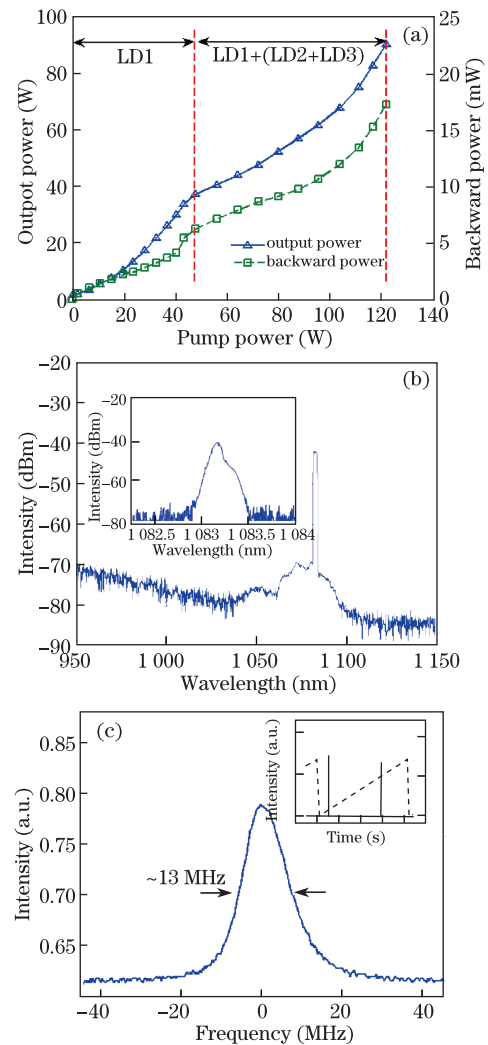 (a)
LD1
LD1+(LD2+LD3)
Outpot power (W)
Backward power (mW)
100
80
60
40
20
0
25
20
15
10
5
0
output power
backward power
0 20 40 60 80 100 120 140
Pump power (W)
(b)
Intensity (dBm)
−20
−30
−40
−50
−60
−70
−80
−90
Intensity (dBm)
−20
−40
−60
−80
1 082.5 1 083 1 083.5 1 084
Wavelength (nm)
950 1 000 1 050 1 100 1 150
Wavelength (nm)
(c)
Intensity (a.u.)
0.85
0.80
0.75
0.70
0.65
~13 MHz
Intensity (a.u.)
Time (s)
−40 −20 0 20 40
Frequency (MHz)